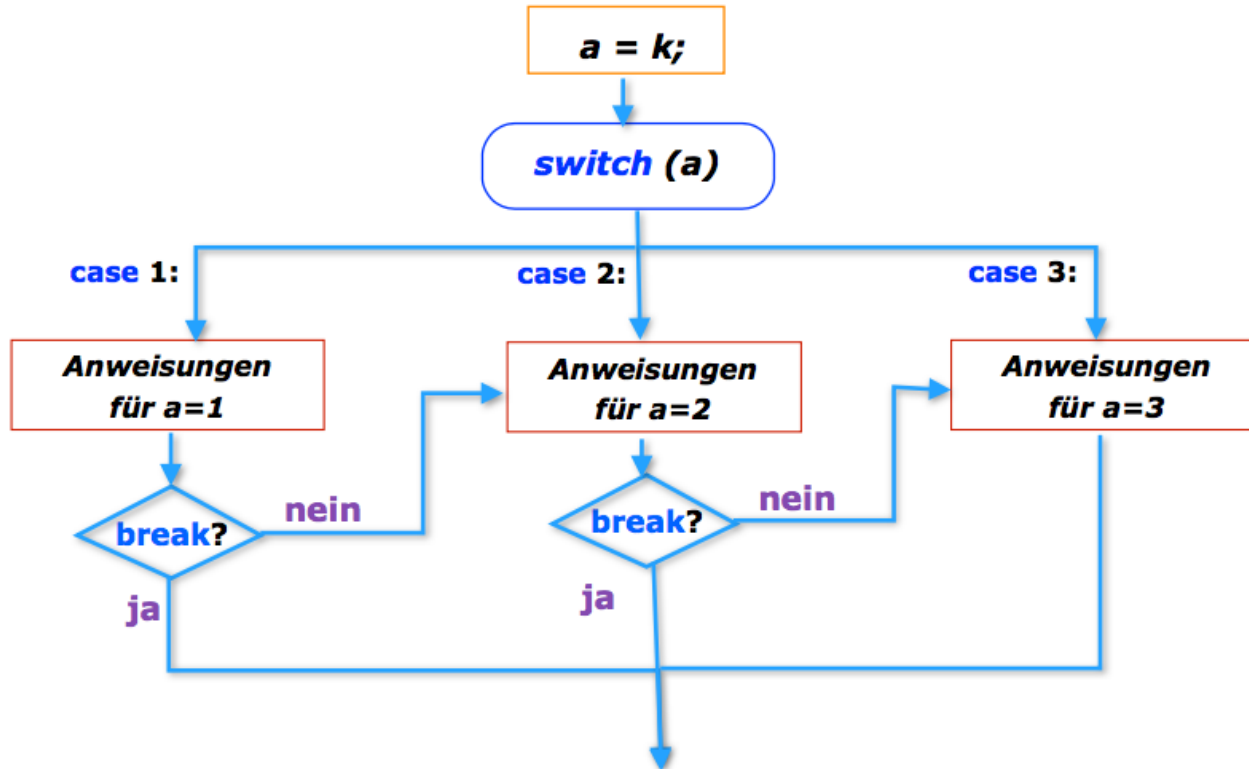 a = k;
switch (a)
case 1:
case 2:
case 3:
Anweisungen
für a=1
Anweisungen
für a=2
Anweisungen
für a=3
break?
nein
break?
nein
ja
ja